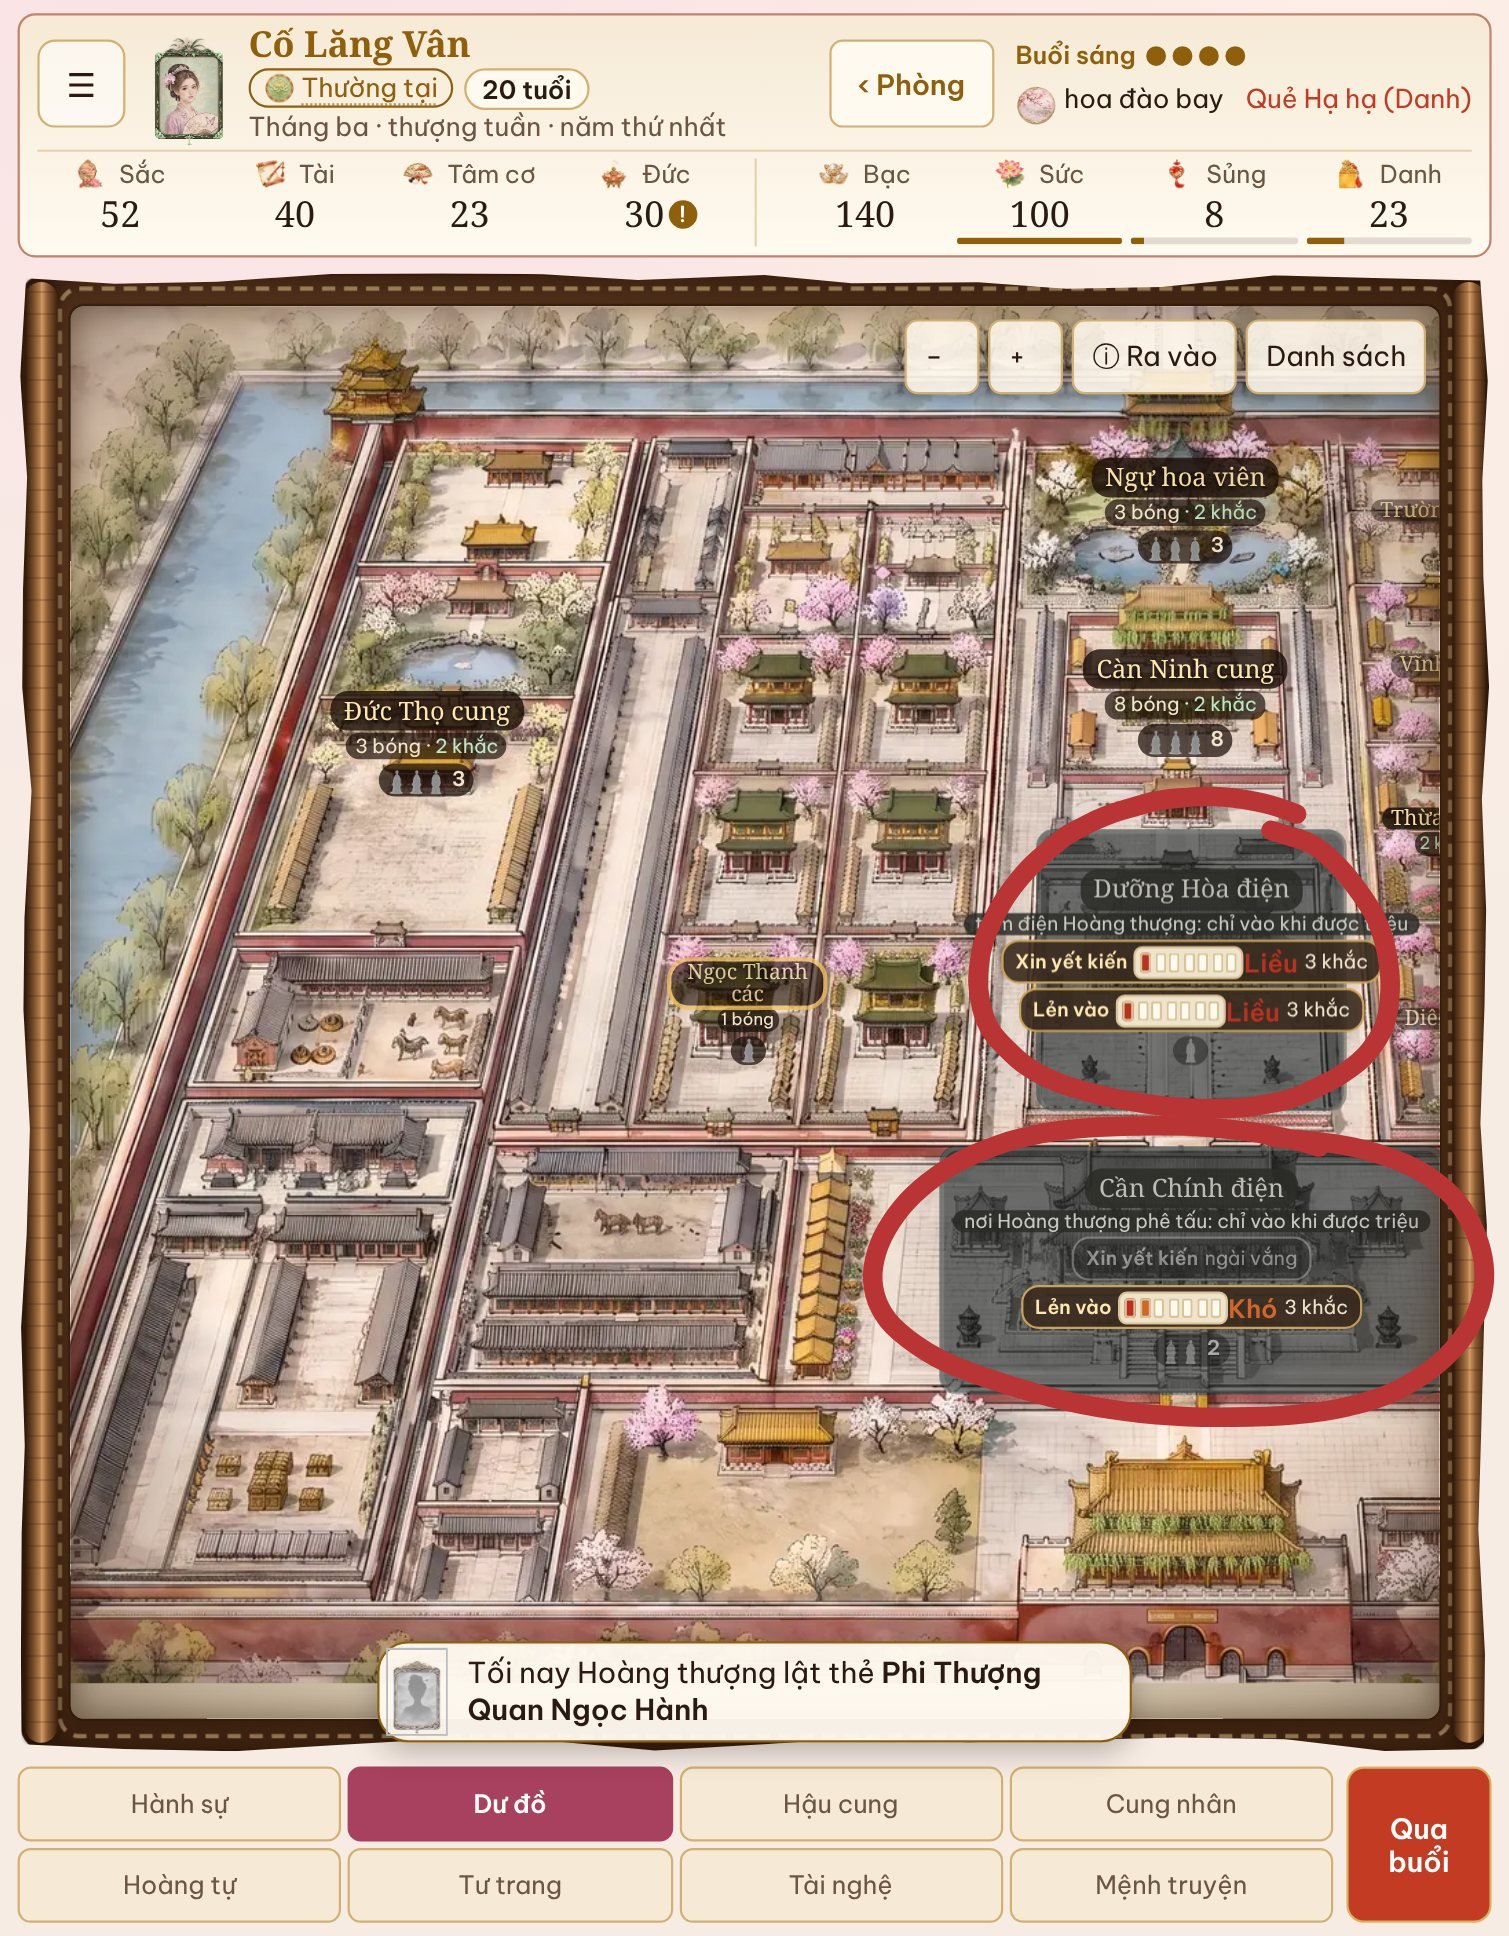 ☰
Cố Lăng Vân
Thường tại
20 tuổi
Tháng ba · thượng tuần · năm thứ nhất
‹ Phòng
Buổi sáng
hoa đào bay
Quẻ Hạ hạ (Danh)
Sắc
52
Tài
40
Tâm cơ
23
Đức
30 !
Bạc
140
Sức
100
Sủng
8
Danh
23
−
+
ⓘ Ra vào
Danh sách
Ngự hoa viên
3 bóng · 2 khắc
3
Đức Thọ cung
3 bóng · 2 khắc
3
Càn Ninh cung
8 bóng · 2 khắc
8
Ngọc Thanh
các
1 bóng
Dưỡng Hòa điện
điện Hoàng thượng: chỉ vào khi được
Xin yết kiến Liều 3 khắc
Lẻn vào Liều 3 khắc
Cần Chính điện
nơi Hoàng thượng phê tấu: chỉ vào khi được triệu
Xin yết kiến ngài vắng
Lẻn vào Khó 3 khắc
2
Tối nay Hoàng thượng lật thẻ Phi Thượng
Quan Ngọc Hành
Hành sự
Dư đồ
Hậu cung
Cung nhân
Hoàng tự
Tư trang
Tài nghệ
Mệnh truyện
Qua
buổi